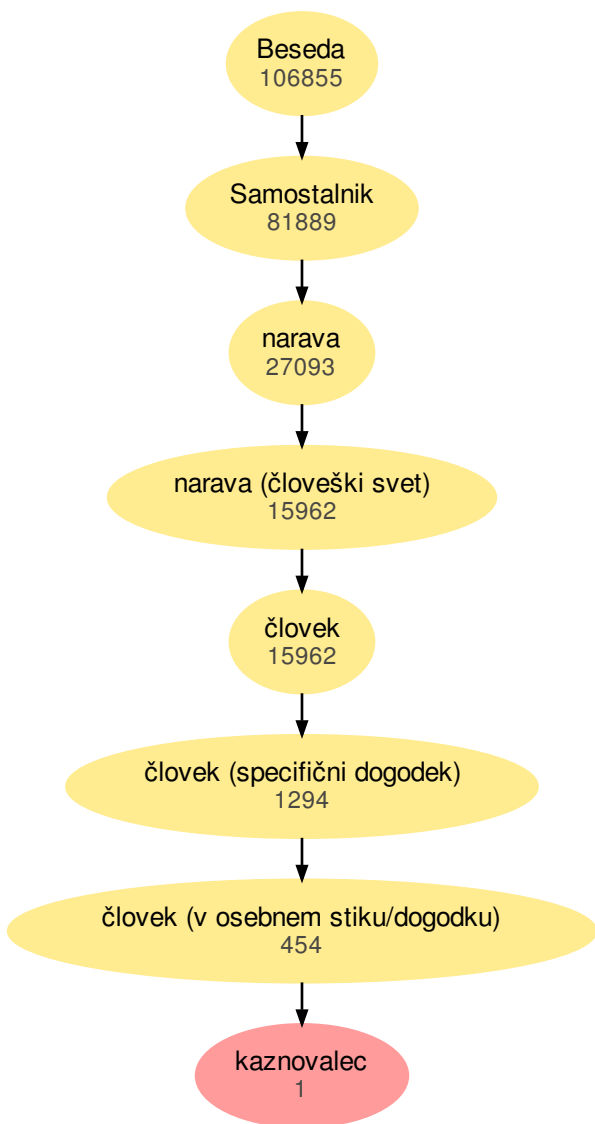 Beseda
106855
Samostalnik
81889
narava
27093
narava (človeški svet)
15962
človek
15962
človek (specifični dogodek)
1294
človek (v osebnem stiku/dogodku)
454
kaznovalec
1